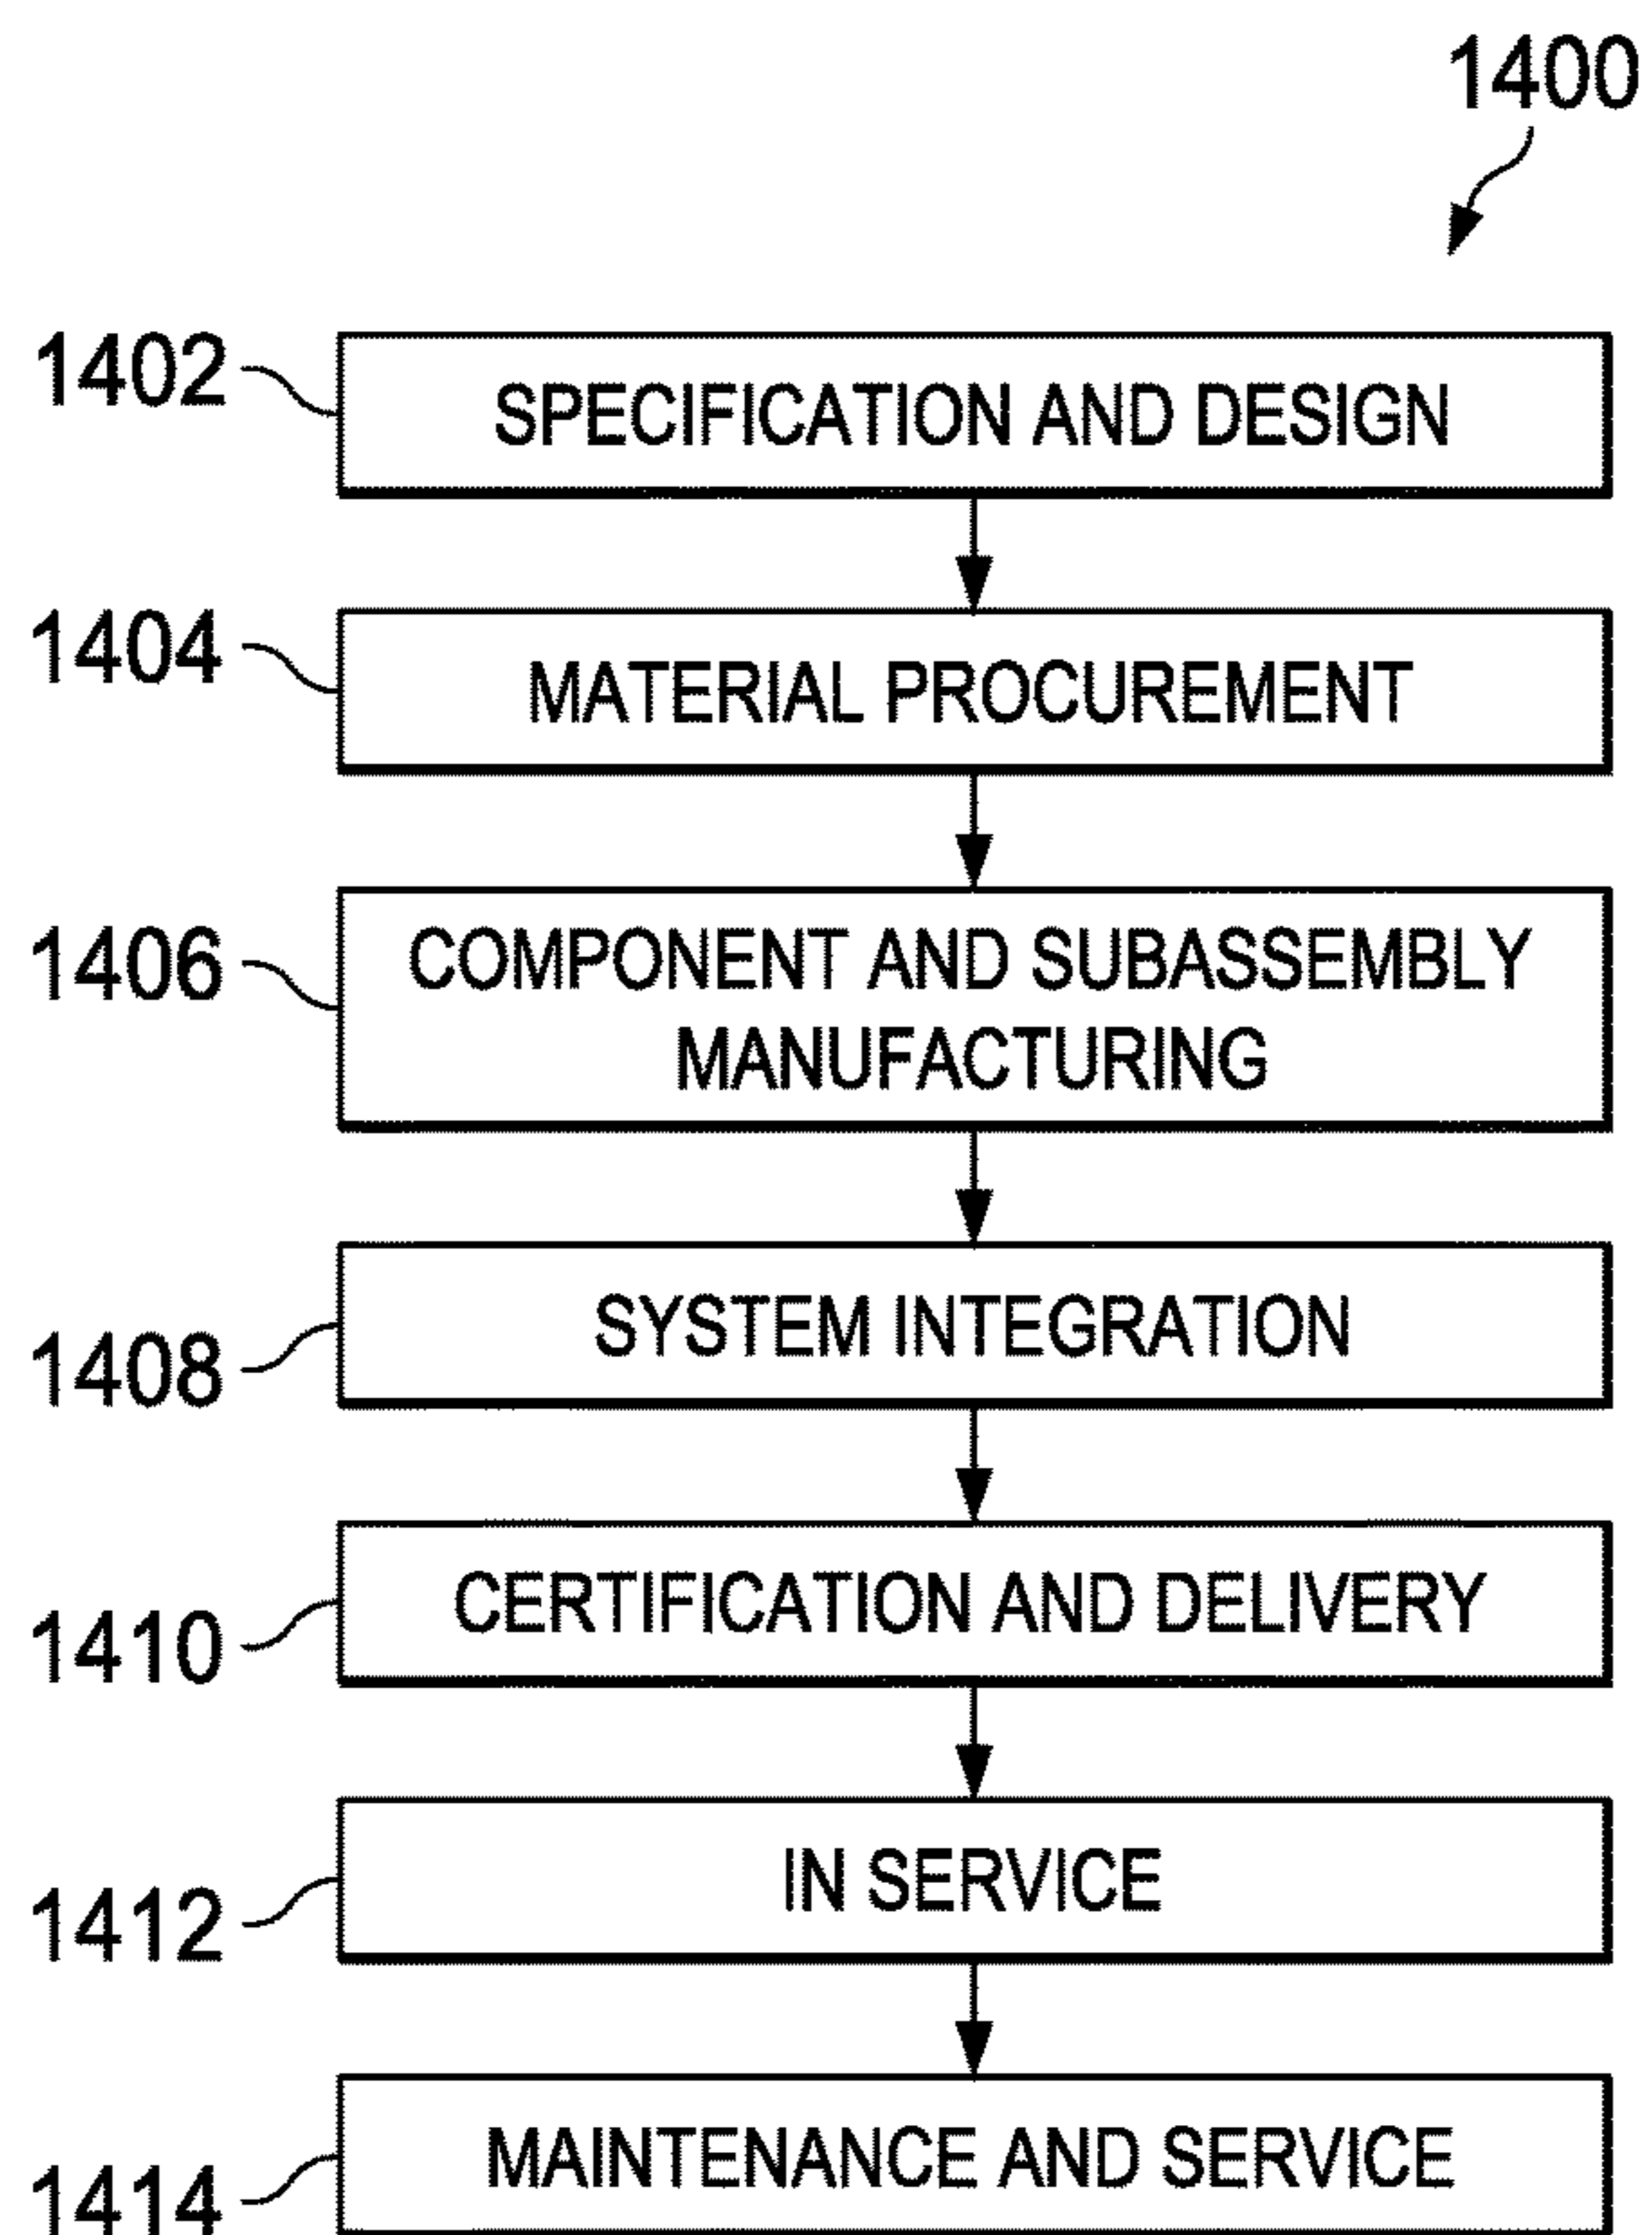 1400
1402
SPECIFICATION AND DESIGN
1404
MATERIAL PROCUREMENT
1406
COMPONENT AND SUBASSEMBLY
MANUFACTURING
1408
SYSTEM INTEGRATION
1410
CERTIFICATION AND DELIVERY
1412
IN SERVICE
1414
MAINTENANCE AND SERVICE